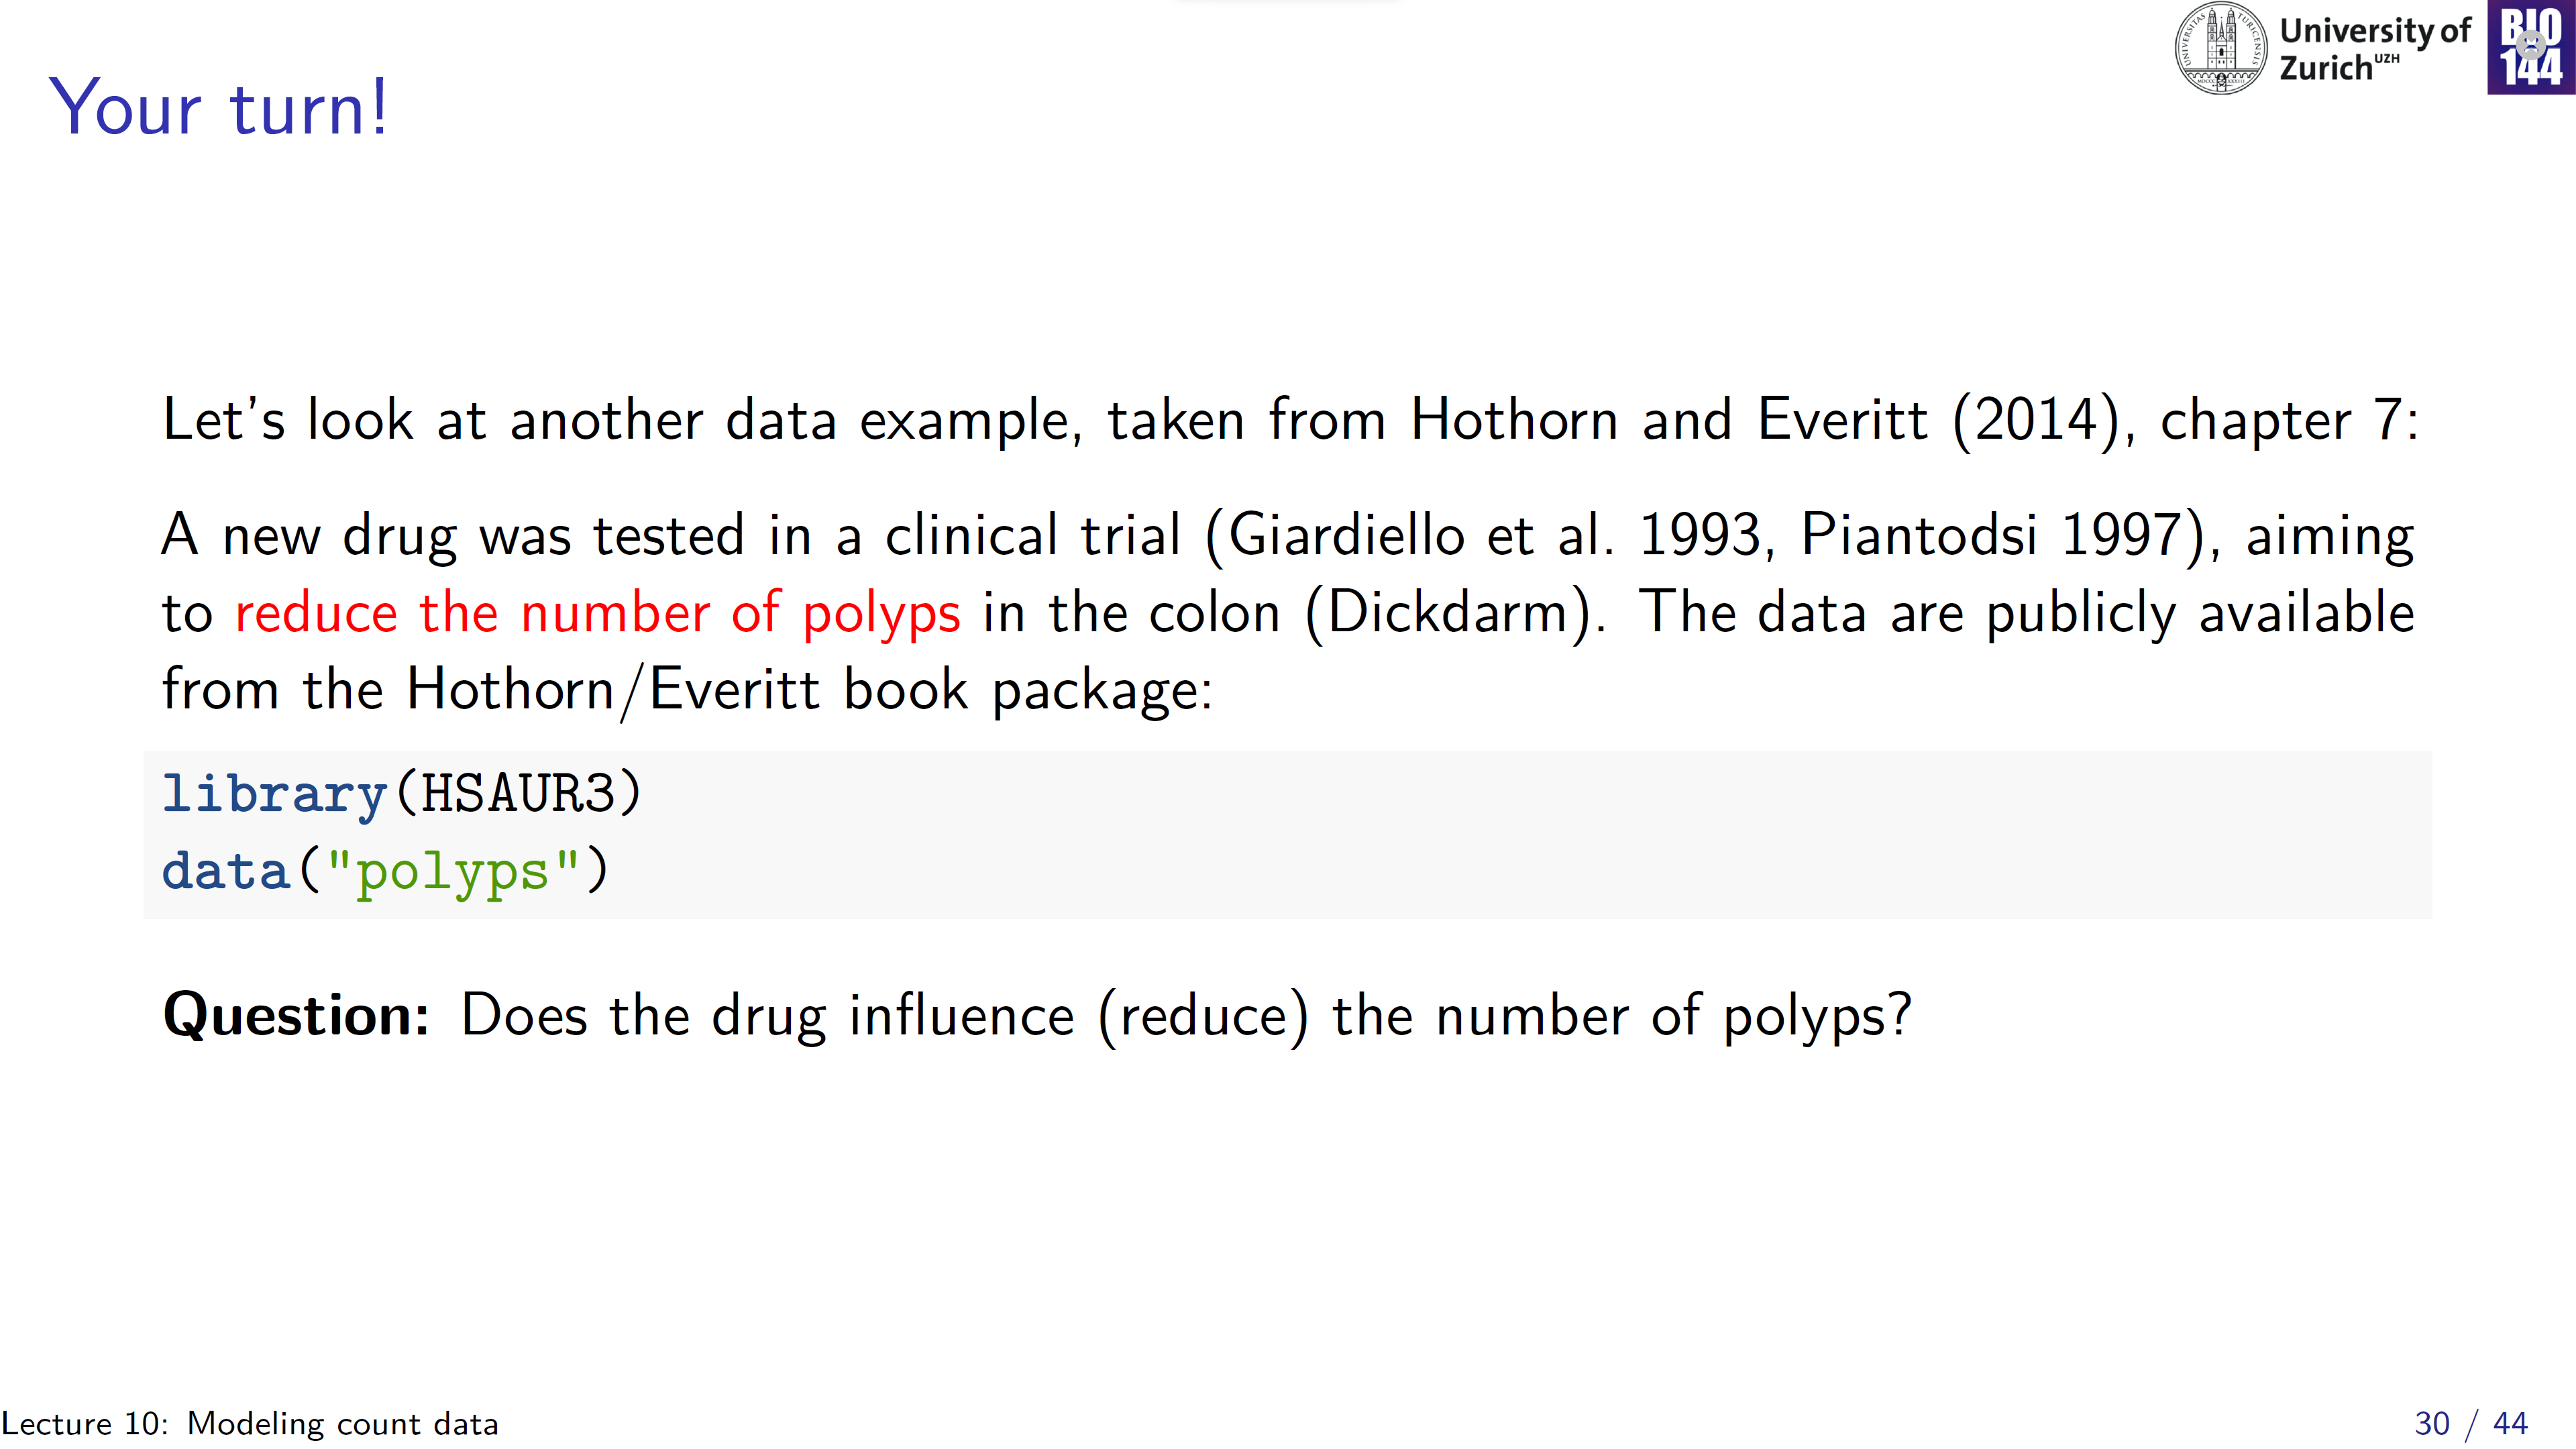 University of
Zurich UZH
BIO
144
Your turn!
Let's look at another data example, taken from Hothorn and Everitt (2014), chapter 7:
A new drug was tested in a clinical trial (Giardiello et al. 1993, Piantodsi 1997), aiming
to reduce the number of polyps in the colon (Dickdarm). The data are publicly available
from the Hothorn/Everitt book package:
library(HSAUR3)
data("polyps")
Question: Does the drug influence (reduce) the number of polyps?
Lecture 10: Modeling count data
30 / 44